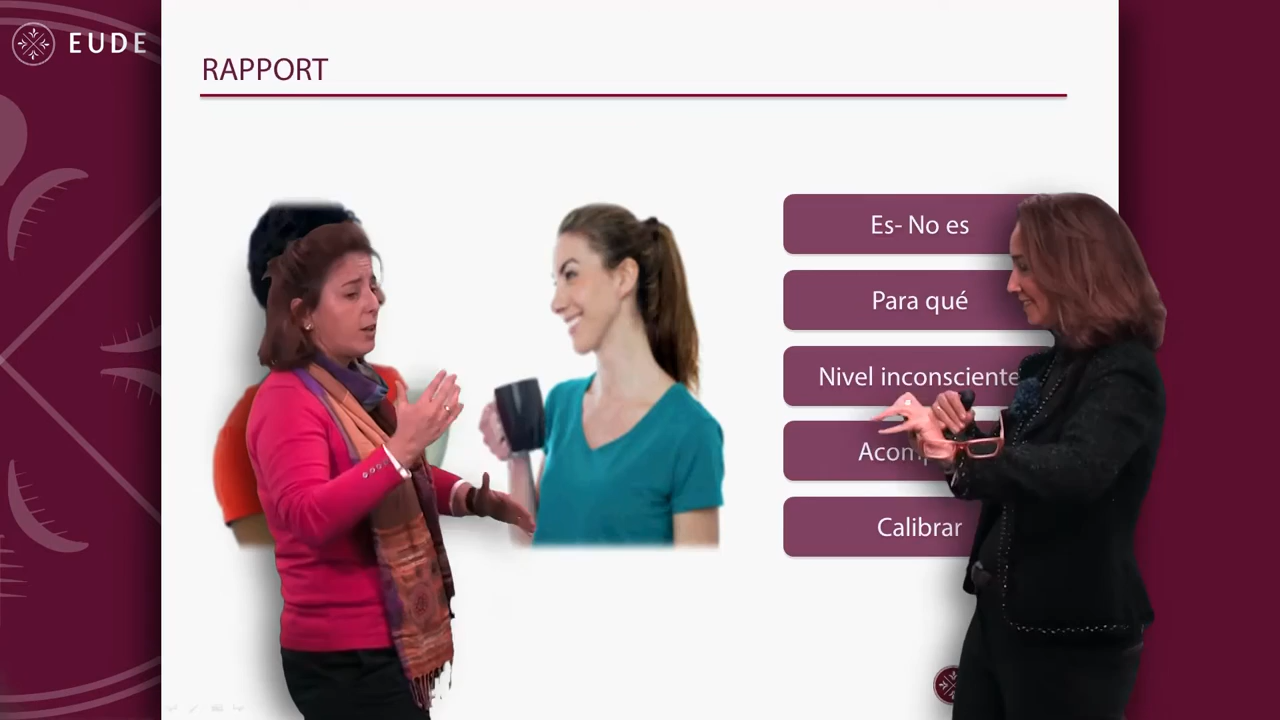 EUDE
RAPPORT
Es- No es
Para qué
Nivel inconsciente
Calibrar